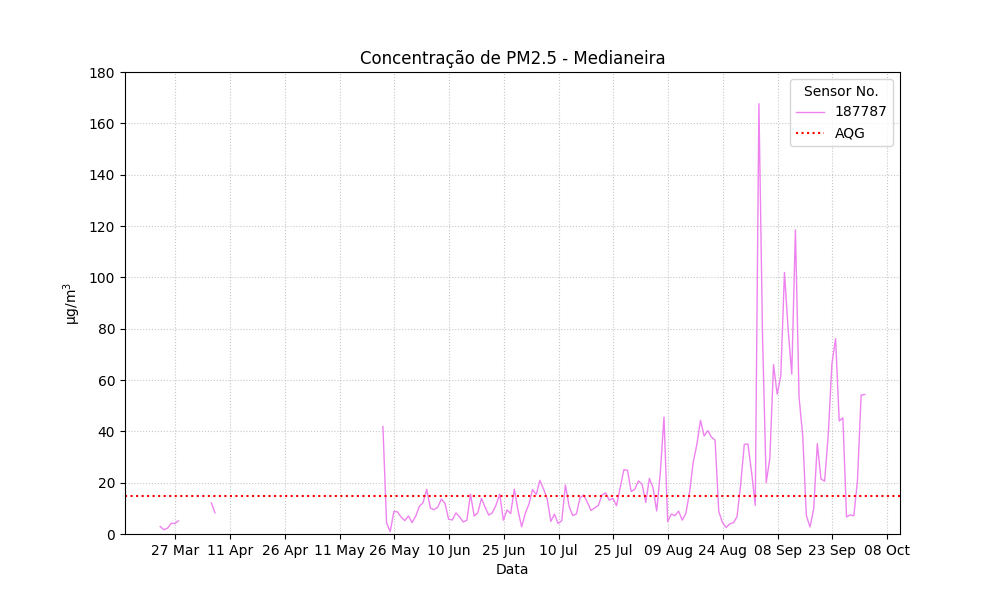 Concentração de PM2.5 - Medianeira
180
160
140
120
100
80
60
40
20
0
µg/m³
Sensor No.
187787
AQG
27 Mar
11 Apr
26 Apr
11 May
26 May
10 Jun
25 Jun
10 Jul
25 Jul
09 Aug
24 Aug
08 Sep
23 Sep
08 Oct
Data